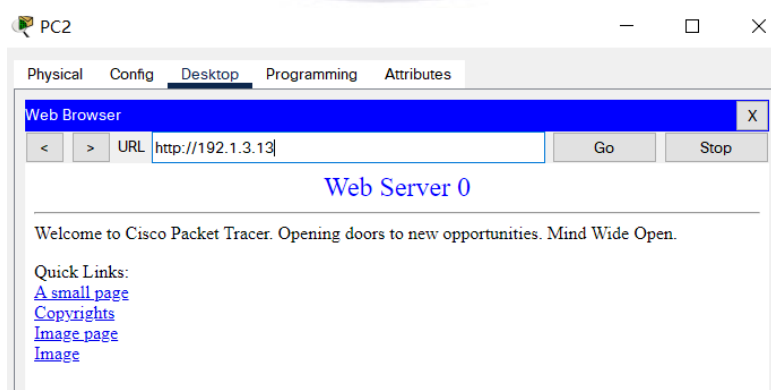 PC2
Physical Config Desktop Programming Attributes
Web Browser X
< > URL http://192.1.3.13 Go Stop
Web Server 0
Welcome to Cisco Packet Tracer. Opening doors to new opportunities. Mind Wide Open.
Quick Links:
A small page
Copyrights
Image page
Image